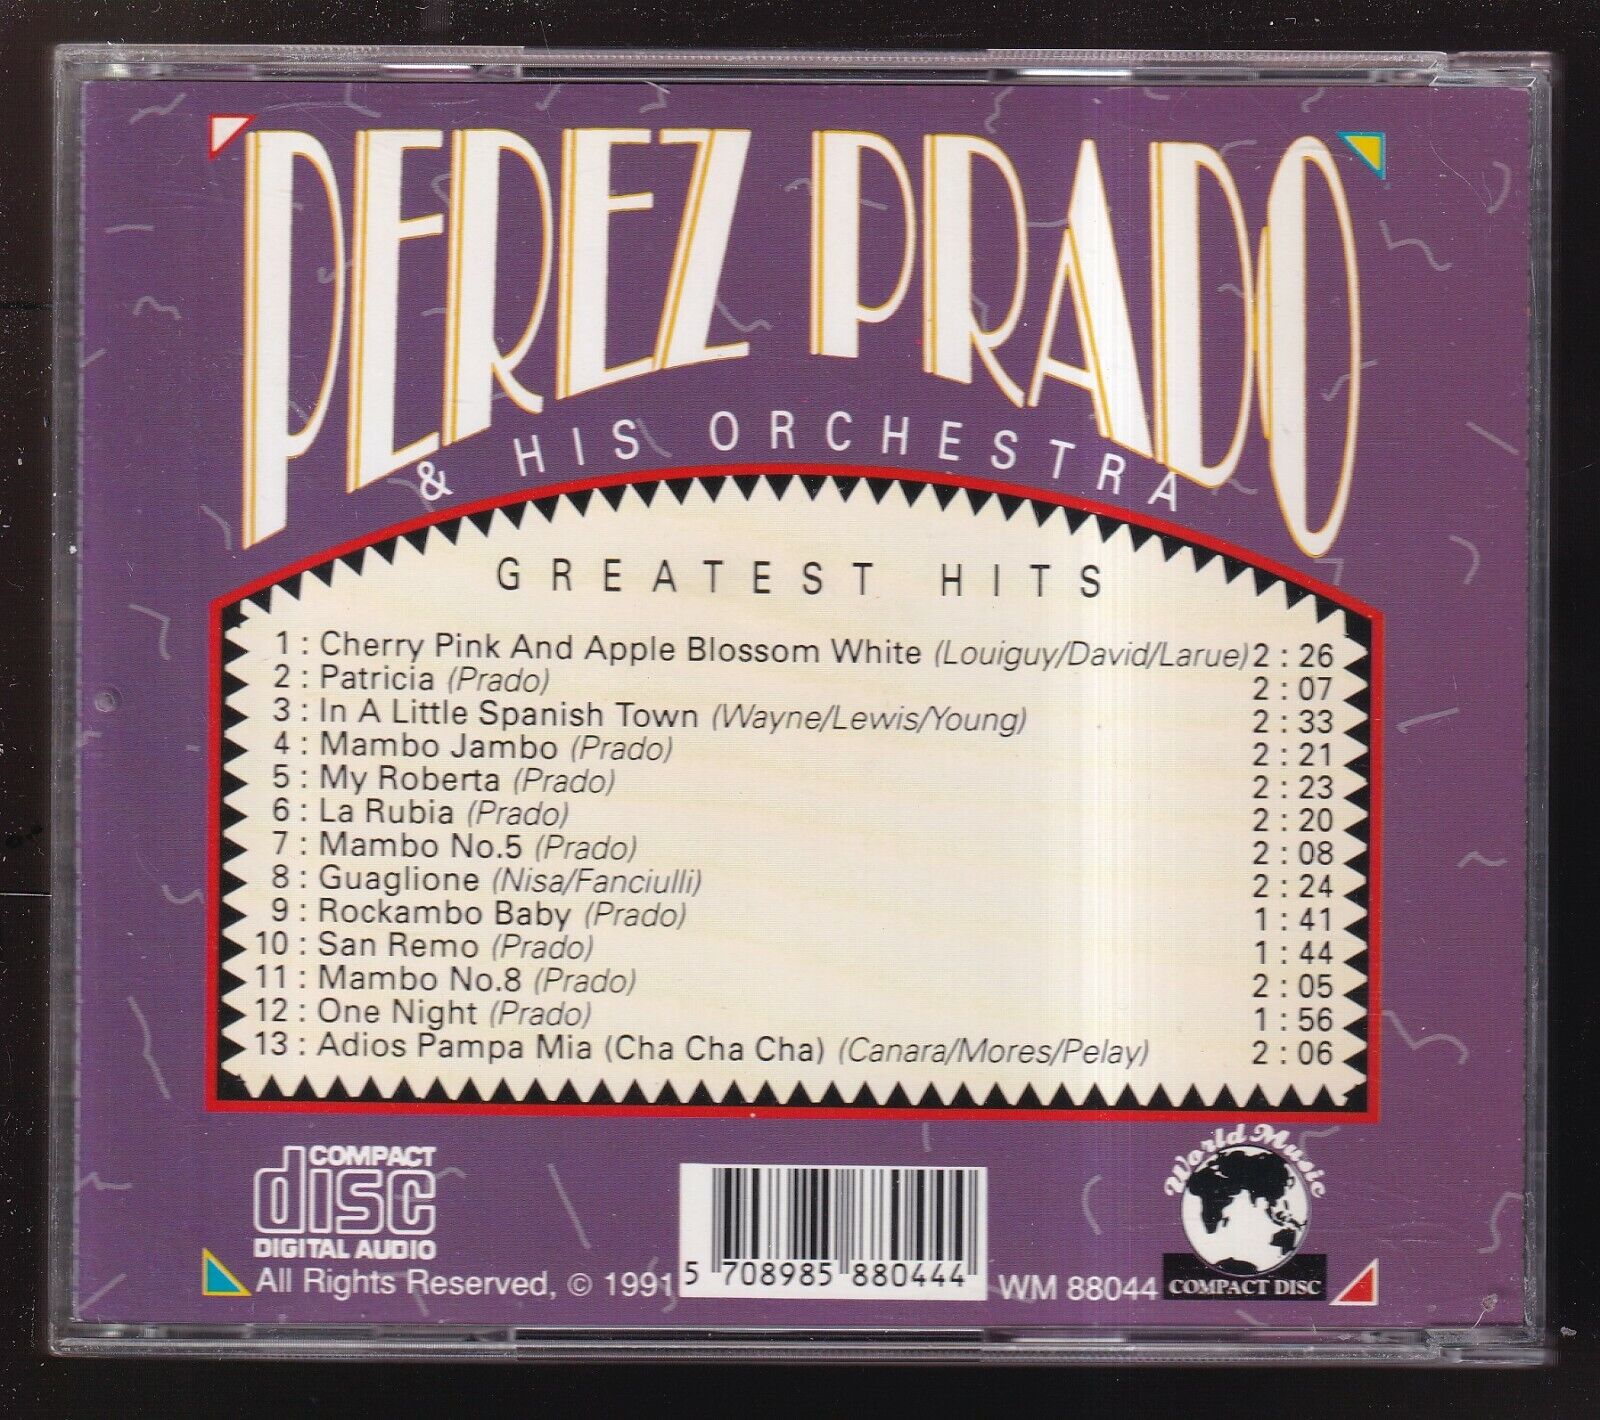 PEREZ PRADO
& HIS ORCHESTRA
GREATEST HITS
1 : Cherry Pink And Apple Blossom White (Louiguy/David/Larue) 2 : 26
2 : Patricia (Prado) 2 : 07
3 : In A Little Spanish Town (Wayne/Lewis/Young) 2 : 33
4 : Mambo Jambo (Prado) 2 : 21
5 : My Roberta (Prado) 2 : 23
6 : La Rubia (Prado) 2 : 20
7 : Mambo No.5 (Prado) 2 : 08
8 : Guaglione (Nisa/Fanciulli) 2 : 24
9 : Rockambo Baby (Prado) 1 : 41
10 : San Remo (Prado) 1 : 44
11 : Mambo No.8 (Prado) 2 : 05
12 : One Night (Prado) 1 : 56
13 : Adios Pampa Mia (Cha Cha Cha) (Canara/Mores/Pelay) 2 : 06
COMPACT
disc
DIGITAL AUDIO
All Rights Reserved, © 1991
5 708985 880444
WM 88044
World Music
COMPACT DISC